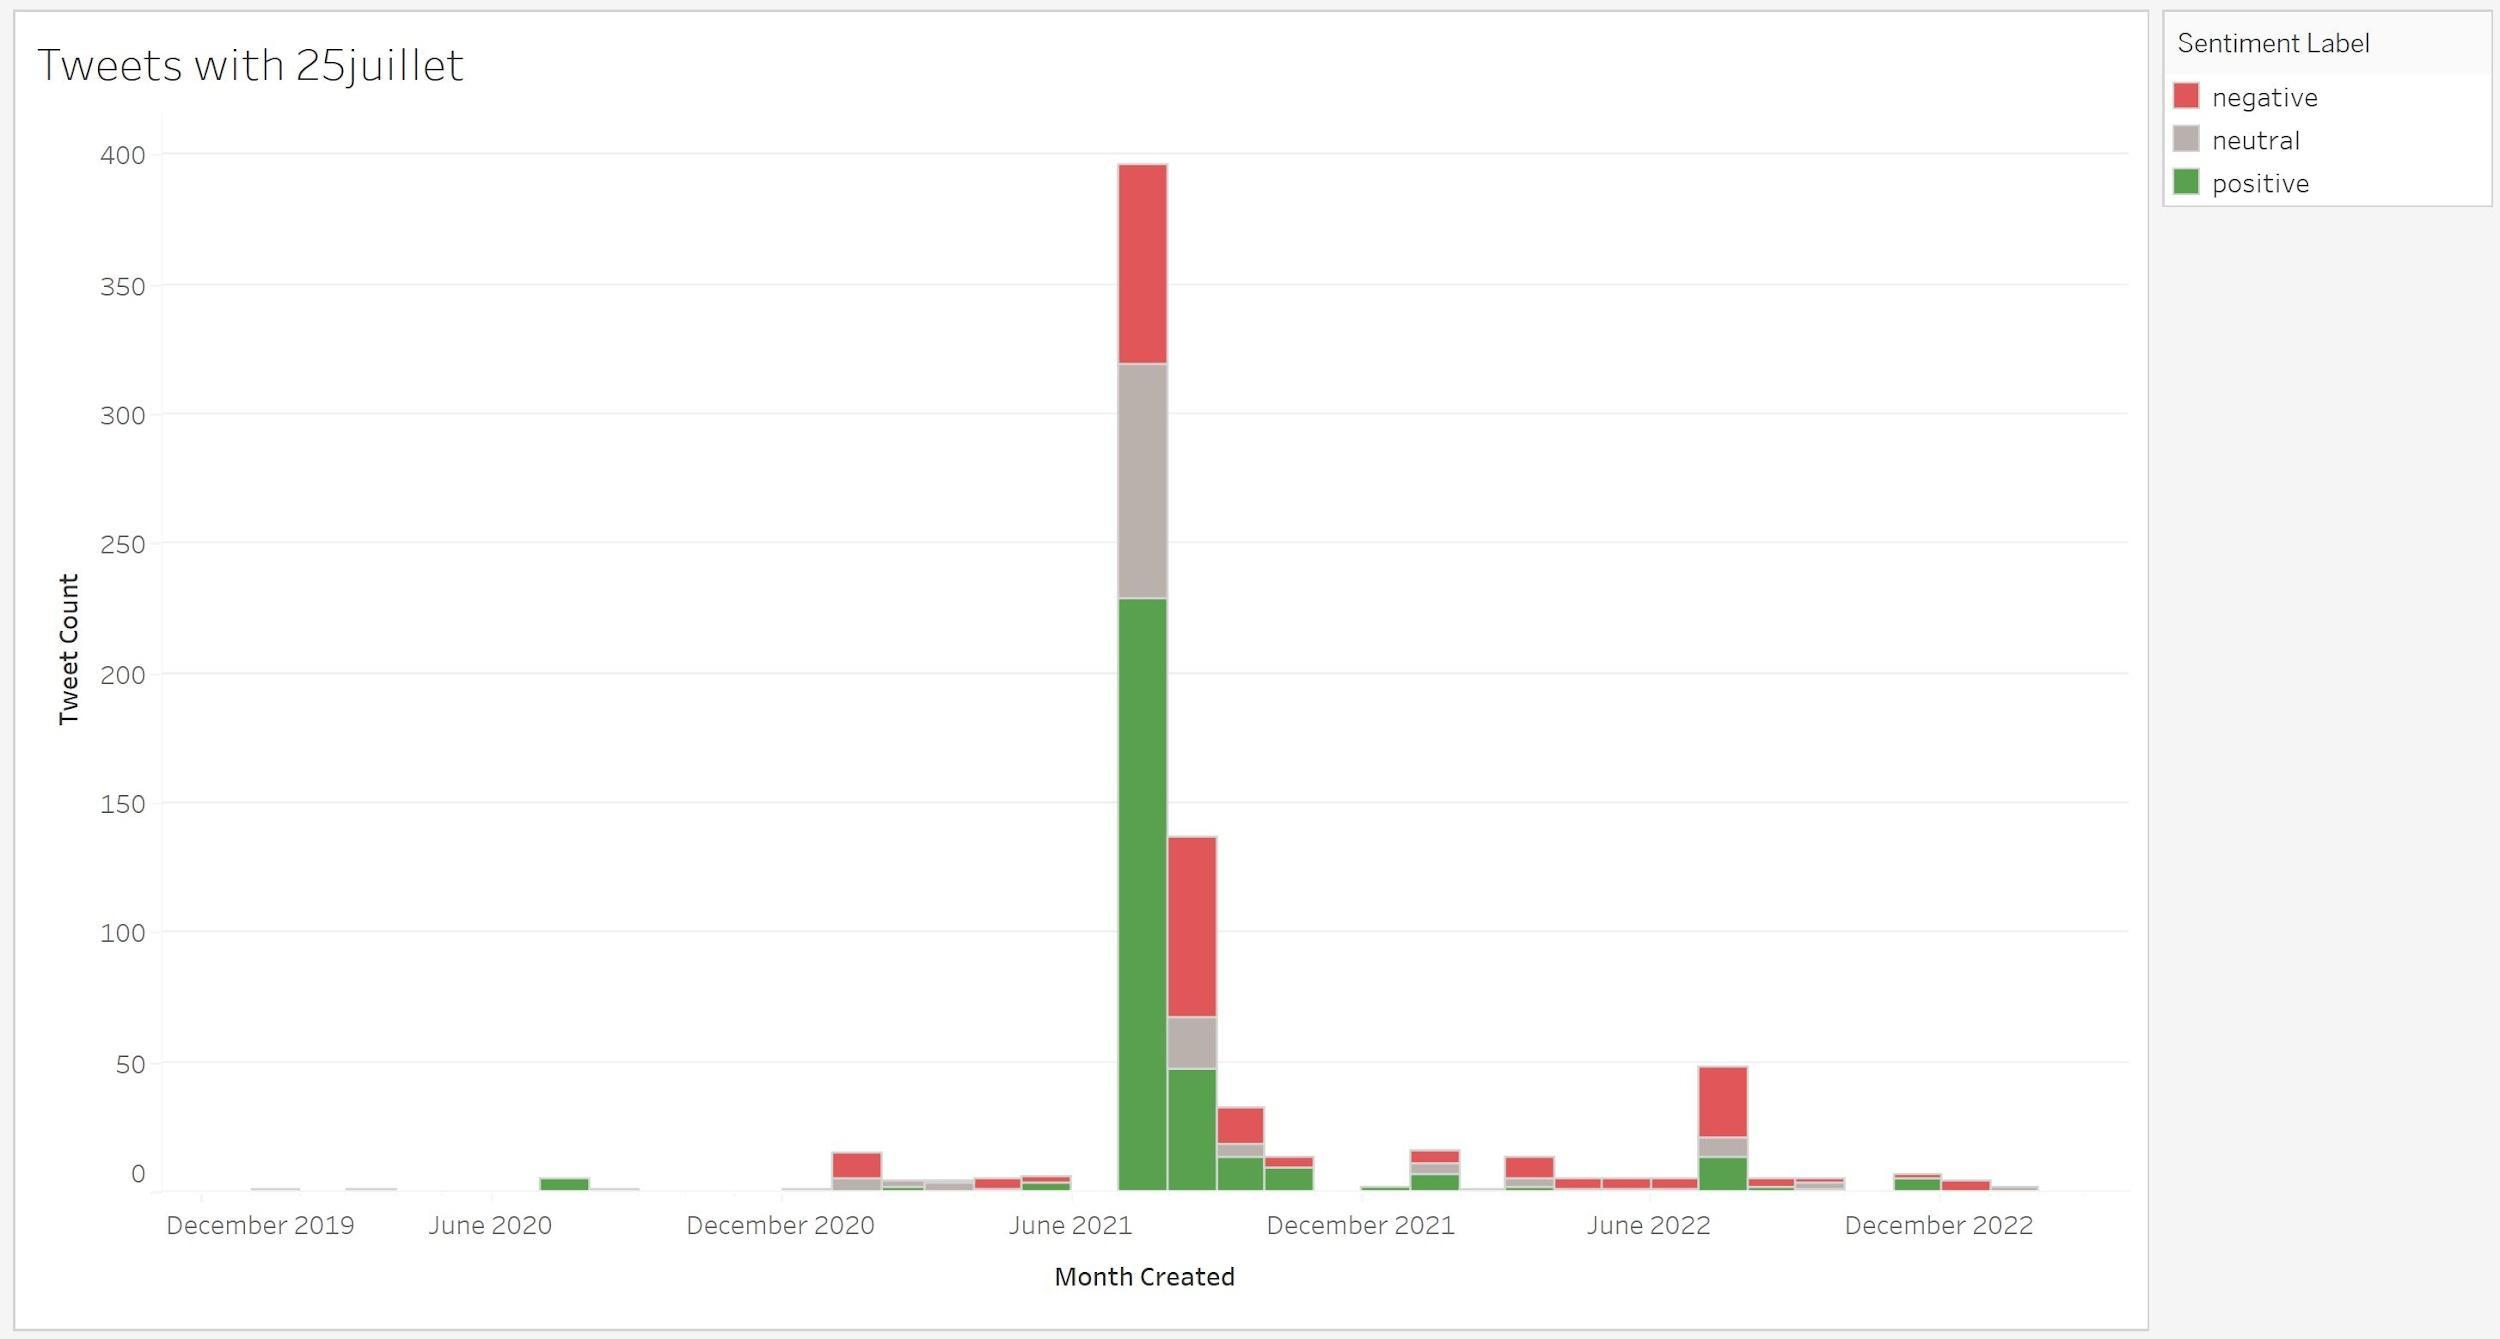 Tweets with 25juillet
Sentiment Label
negative
neutral
positive
400
350
300
250
200
150
100
50
0
Tweet Count
December 2019 June 2020 December 2020 June 2021 December 2021 June 2022 December 2022
Month Created